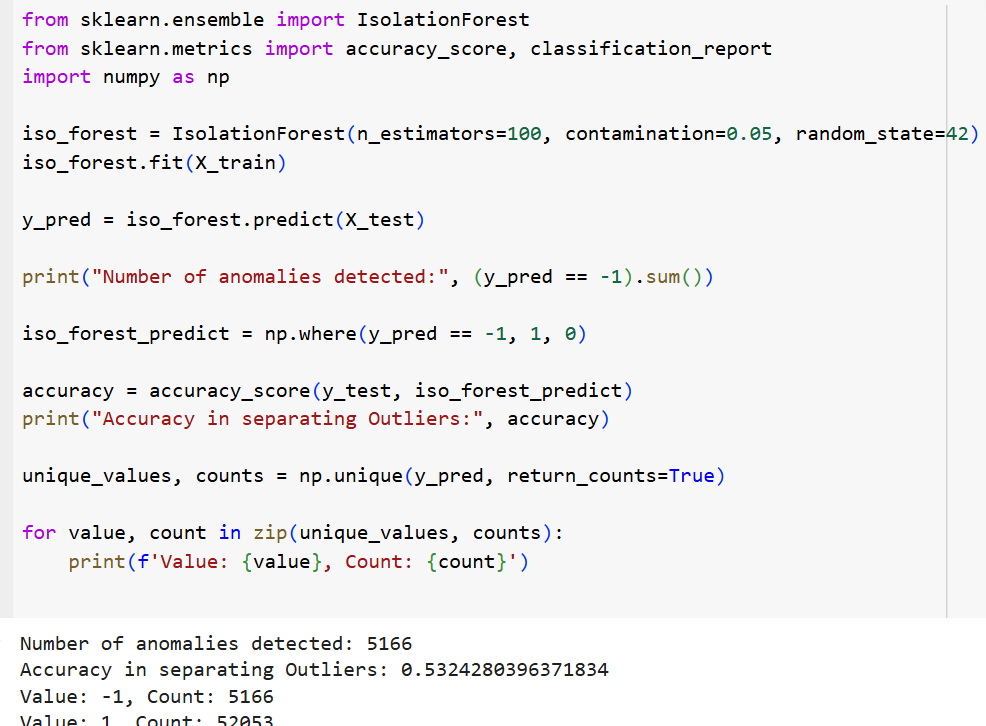 from sklearn.ensemble import IsolationForest
from sklearn.metrics import accuracy_score, classification_report
import numpy as np
iso_forest = IsolationForest(n_estimators=100, contamination=0.05, random_state=42)
iso_forest.fit(X_train)
y_pred = iso_forest.predict(X_test)
print("Number of anomalies detected:", (y_pred == -1).sum())
iso_forest_predict = np.where(y_pred == -1, 1, 0)
accuracy = accuracy_score(y_test, iso_forest_predict)
print("Accuracy in separating Outliers:", accuracy)
unique_values, counts = np.unique(y_pred, return_counts=True)
for value, count in zip(unique_values, counts):
    print(f'Value: {value}, Count: {count}')
Number of anomalies detected: 5166
Accuracy in separating Outliers: 0.5324280396371834
Value: -1, Count: 5166
Value: 1, Count: 52053